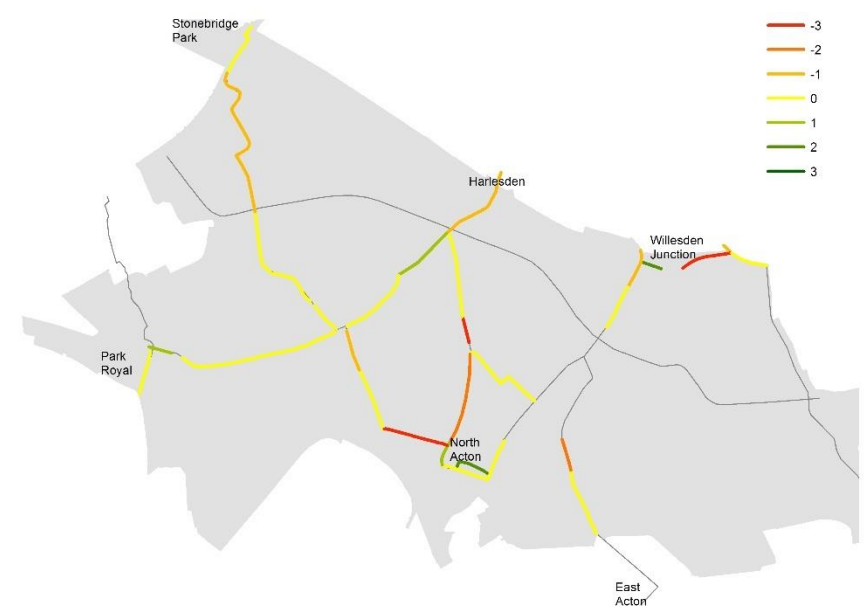 Stonebridge
Park
-3
-2
-1
0
1
2
3
Harlesden
Willesden
Junction
Park
Royal
North
Acton
East
Acton